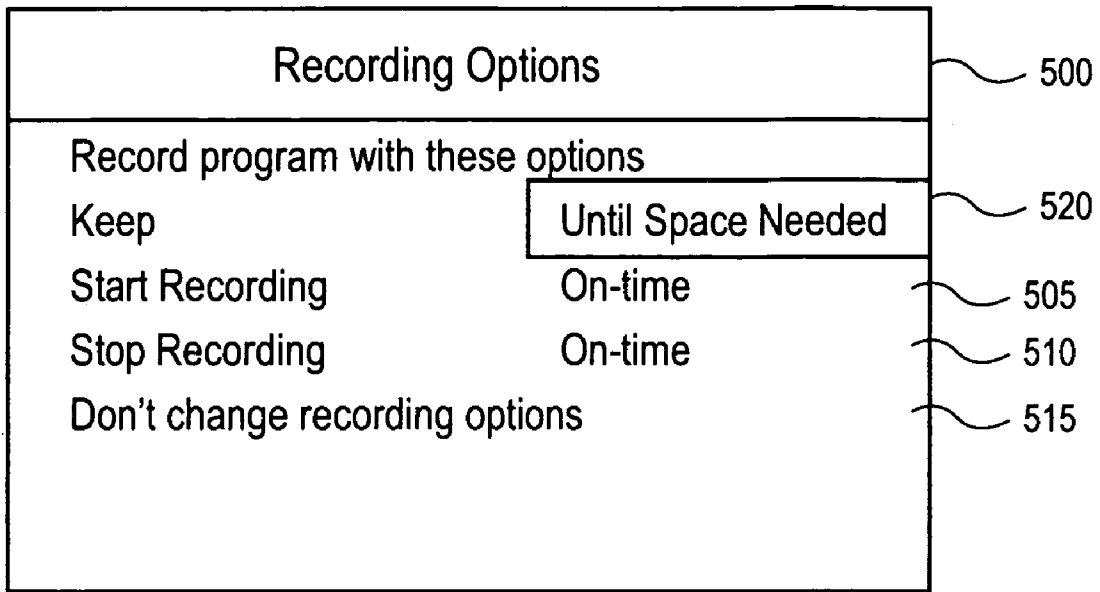 Recording Options 500
Record program with these options
Keep Until Space Needed 520
Start Recording On-time 505
Stop Recording On-time 510
Don't change recording options 515